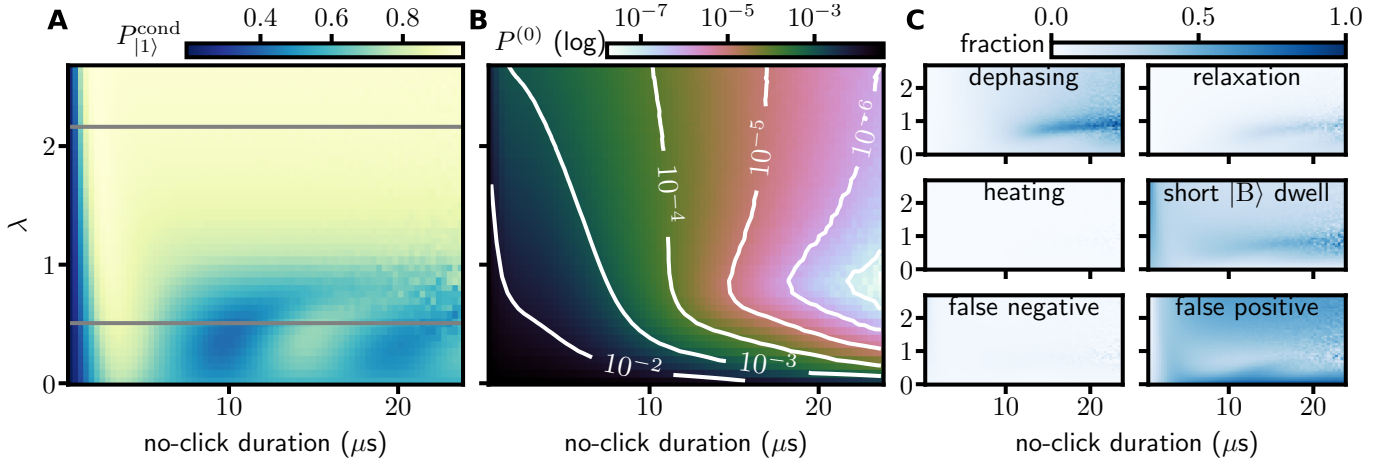 A
P^cond_|1⟩
0.4 0.6 0.8
λ
2
1
0
10 20
no-click duration (μs)
B
P^(0) (log)
10^−7 10^−5 10^−3
10^−2
10^−3
10^−4
10^−5
10^−6
10 20
no-click duration (μs)
C
fraction
0.0 0.5 1.0
dephasing
relaxation
2
1
0
heating
short |B⟩ dwell
2
1
0
10 20
false negative
false positive
2
1
0
10 20
10 20
no-click duration (μs)